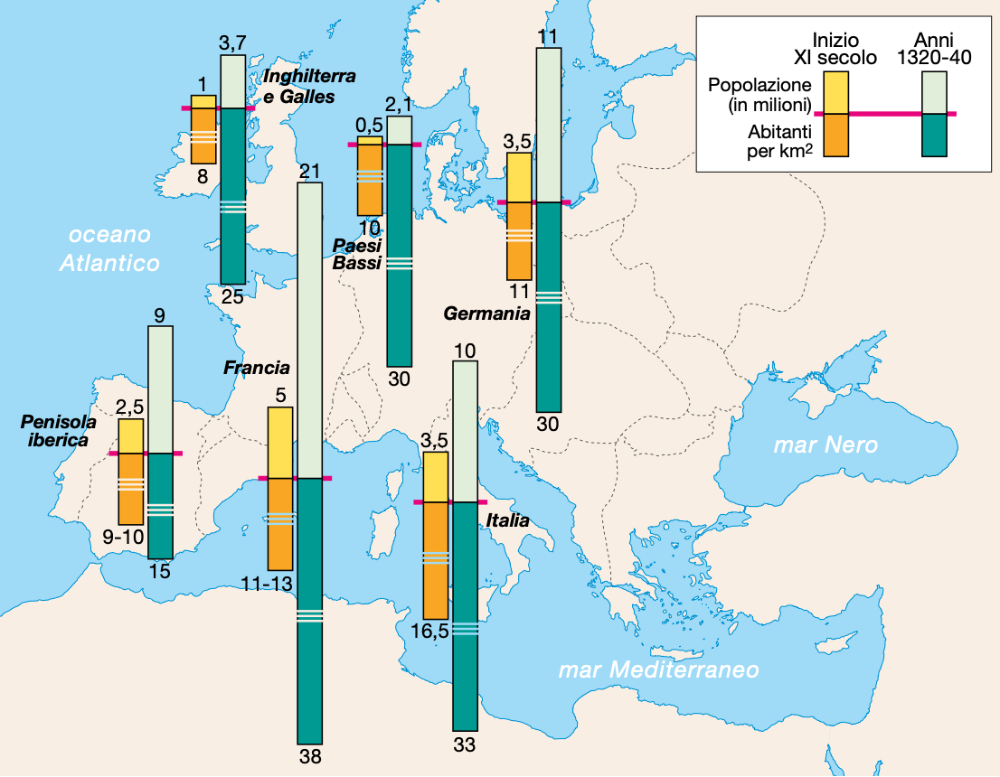 Inizio
XI secolo
Anni
1320-40
Popolazione
(in milioni)
Abitanti
per km²
3,7
1
Inghilterra
e Galles
8
25
2,1
0,5
10
Paesi
Bassi
30
11
3,5
11
Germania
30
oceano
Atlantico
21
Francia
5
11-13
38
9
2,5
Penisola
iberica
9-10
15
10
3,5
Italia
16,5
33
mar Nero
mar Mediterraneo